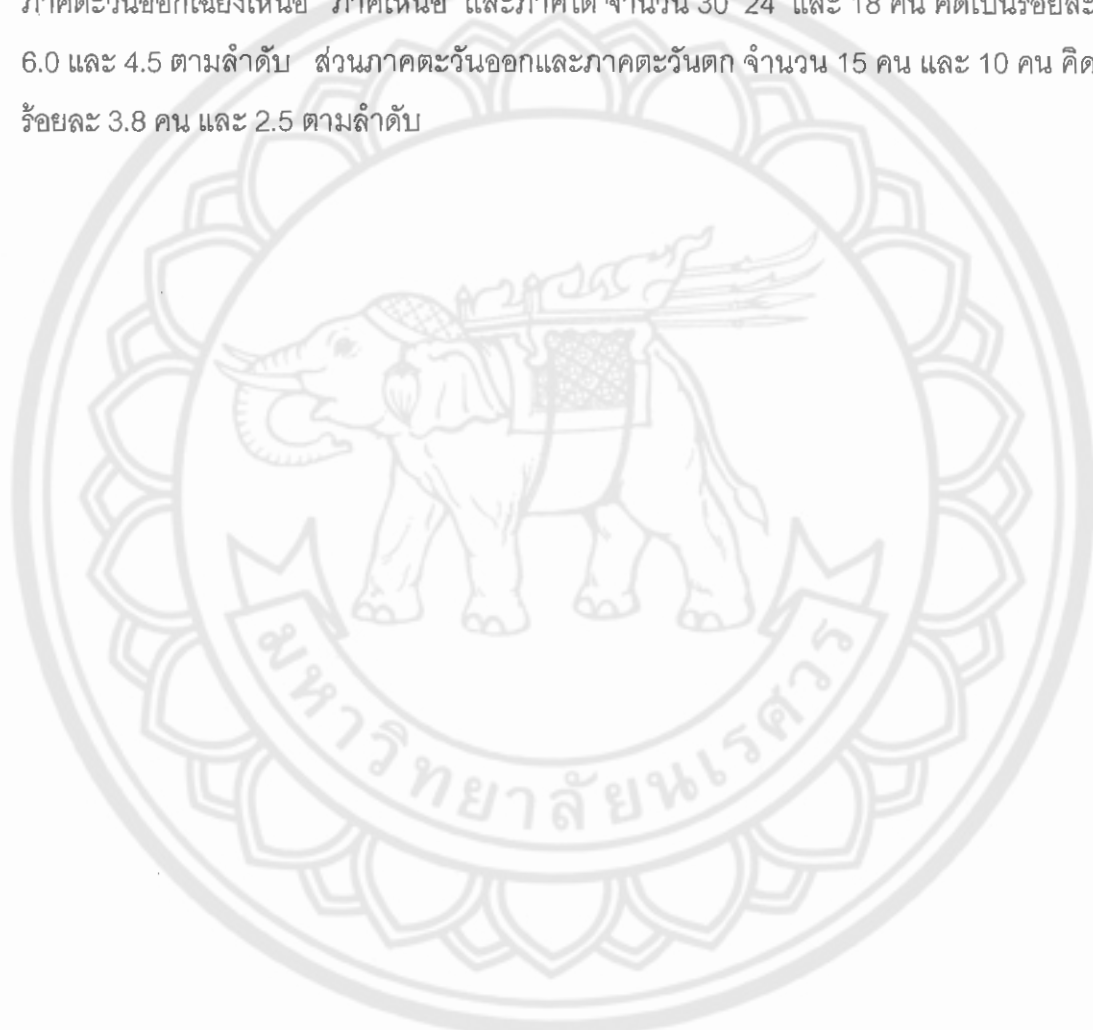 ภาคตะวันออกเฉียงเหนือ ภาคเหนือ และภาคใต้ จำนวน 30 24 และ 18 คน คิดเป็นร้อยละ
6.0 และ 4.5 ตามลำดับ ส่วนภาคตะวันออกและภาคตะวันตก จำนวน 15 คน และ 10 คน คิด
ร้อยละ 3.8 คน และ 2.5 ตามลำดับ
มหาวิทยาลัยนเรศวร